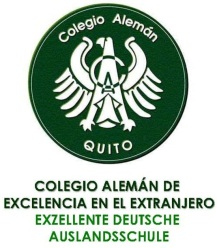 Colegio Alemán
QUITO
COLEGIO ALEMÁN DE
EXCELENCIA EN EL EXTRANJERO
EXZELLENTE DEUTSCHE
AUSLANDSSCHULE